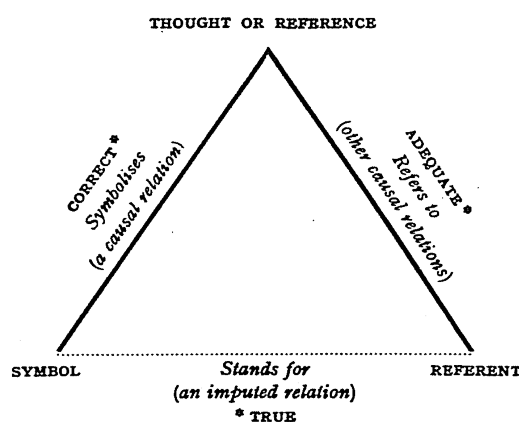 THOUGHT OR REFERENCE
CORRECT*
Symbolises
(a causal relation)
ADEQUATE*
Refers to
(other causal relations)
SYMBOL
Stands for
(an imputed relation)
* TRUE
REFERENT